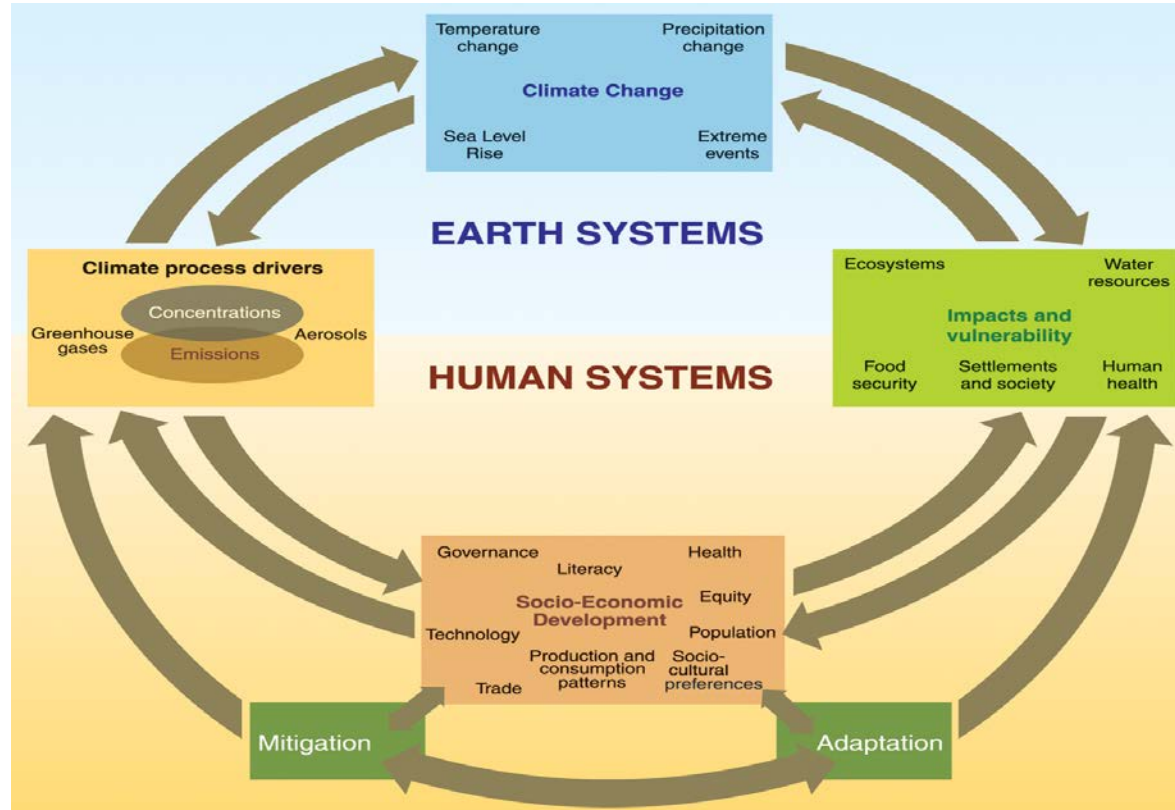 Temperature
change
Precipitation
change
Climate Change
Sea Level
Rise
Extreme
events
EARTH SYSTEMS
Climate process drivers
Concentrations
Greenhouse
gases
Aerosols
Emissions
Ecosystems
Water
resources
Impacts and
vulnerability
Food
security
Settlements
and society
Human
health
HUMAN SYSTEMS
Governance
Health
Literacy
Equity
Socio-Economic
Development
Technology
Population
Production and
consumption
patterns
Socio-
cultural
preferences
Trade
Mitigation
Adaptation